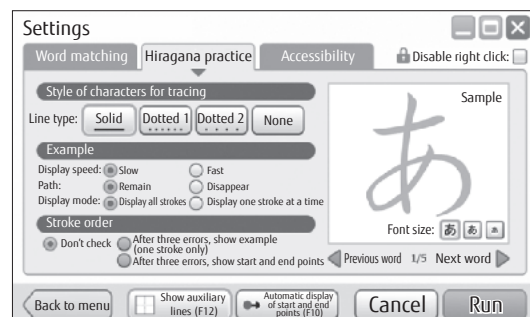 Settings
Word matching Hiragana practice Accessibility Disable right click:
Style of characters for tracing
Line type: Solid Dotted 1 Dotted 2 None
Example
Display speed: Slow Fast
Path: Remain Disappear
Display mode: Display all strokes Display one stroke at a time
Stroke order
Don't check After three errors, show example
(one stroke only)
After three errors, show start and end points
Sample
あ
Font size: あ あ あ
Previous word 1/5 Next word
Back to menu Show auxiliary
lines (F12)
Automatic display
of start and end
points (F10)
Cancel Run